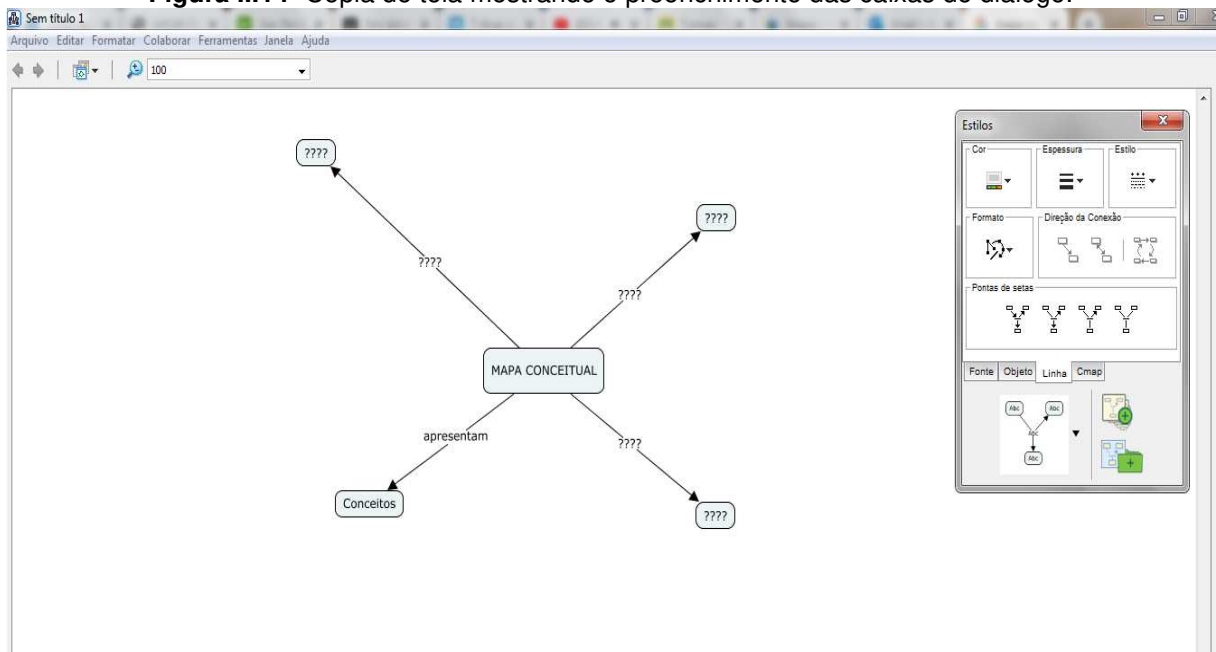 Cópia de tela mostrando o preenchimento das caixas de diálogo.
Sem título 1
Arquivo Editar Formatar Colaborar Ferramentas Janela Ajuda
100
????
????
????
????
MAPA CONCEITUAL
apresentam
????
Conceitos
????
Estilos
Cor
Espessura
Estilo
Formato
Direção da Conexão
Pontas de setas
Fonte Objeto Linha Cmap
Abc Abc
Abc
Abc